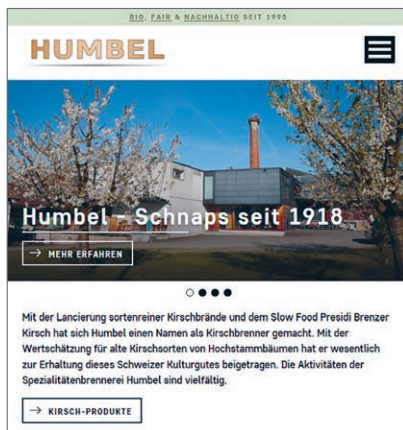 BIO, FAIR & NACHHALTIG SEIT 1995
HUMBEL
Humbel – Schnaps seit 1918
→ MEHR ERFAHREN
Mit der Lancierung sortenreiner Kirschbrände und dem Slow Food Presidi Brenzer
Kirsch hat sich Humbel einen Namen als Kirschbrenner gemacht. Mit der
Wertschätzung für alte Kirschsorten von Hochstammbäumen hat er wesentlich
zur Erhaltung dieses Schweizer Kulturgutes beigetragen. Die Aktivitäten der
Spezialitätenbrennerei Humbel sind vielfältig.
→ KIRSCH-PRODUKTE